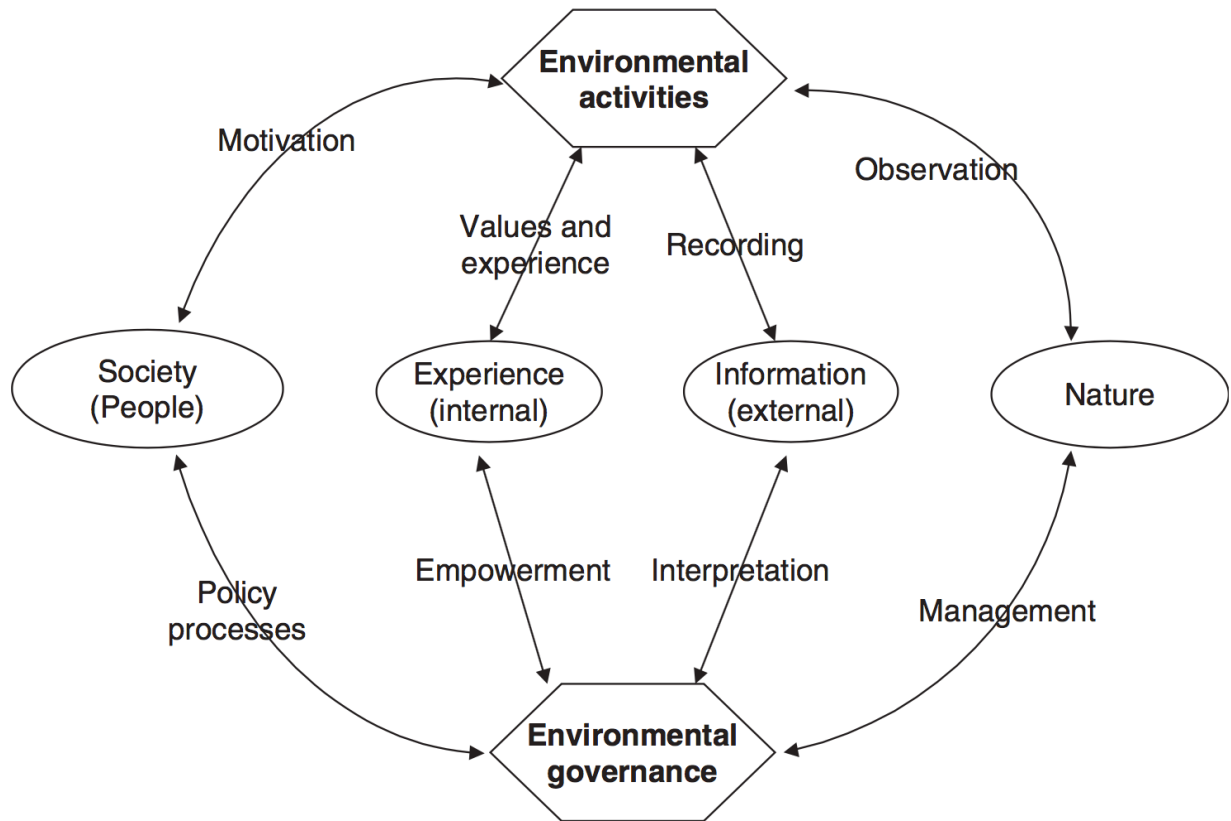 Environmental
activities
Motivation
Observation
Values and
experience
Recording
Society
(People)
Experience
(internal)
Information
(external)
Nature
Empowerment
Interpretation
Policy
processes
Management
Environmental
governance